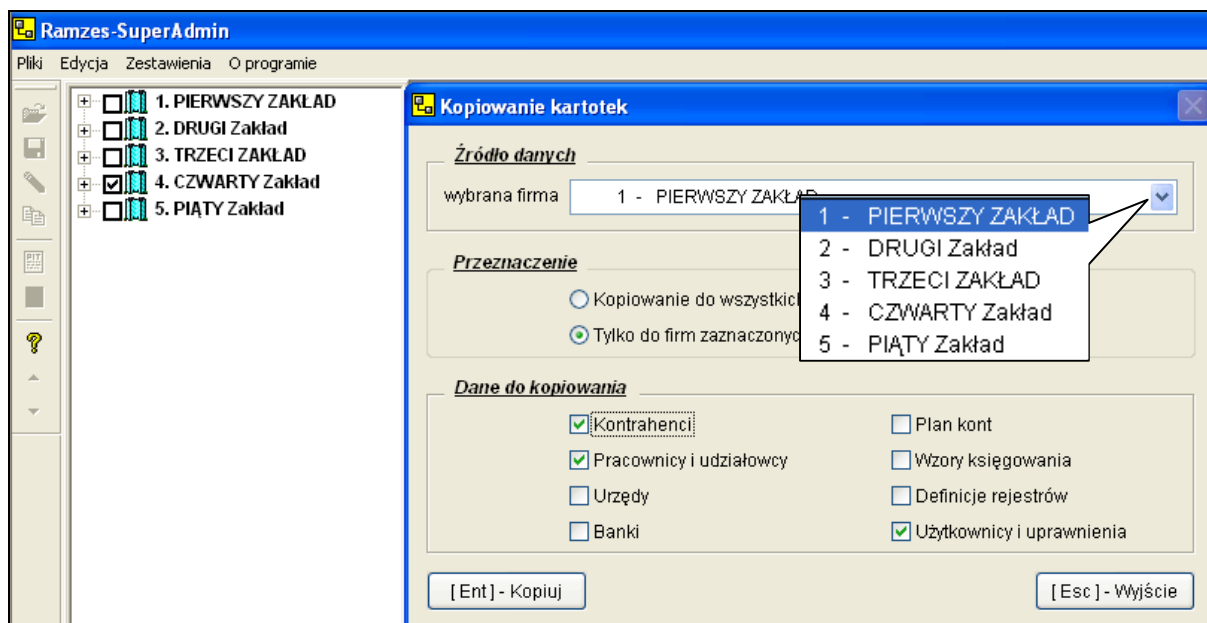 Ramzes-SuperAdmin
Pliki Edycja Zestawienia O programie
1. PIERWSZY ZAKŁAD
2. DRUGI Zakład
3. TRZECI ZAKŁAD
4. CZWARTY Zakład
5. PIĄTY Zakład
Kopiowanie kartotek
Źródło danych
wybrana firma 1 - PIERWSZY ZAKŁAD
1 - PIERWSZY ZAKŁAD
2 - DRUGI Zakład
3 - TRZECI ZAKŁAD
4 - CZWARTY Zakład
5 - PIĄTY Zakład
Przeznaczenie
Kopiowanie do wszystkich
Tylko do firm zaznaczonyc
Dane do kopiowania
Kontrahenci Plan kont
Pracownicy i udziałowcy Wzory księgowania
Urzędy Definicje rejestrów
Banki Użytkownicy i uprawnienia
[Ent] - Kopiuj [Esc] - Wyjście
PIT